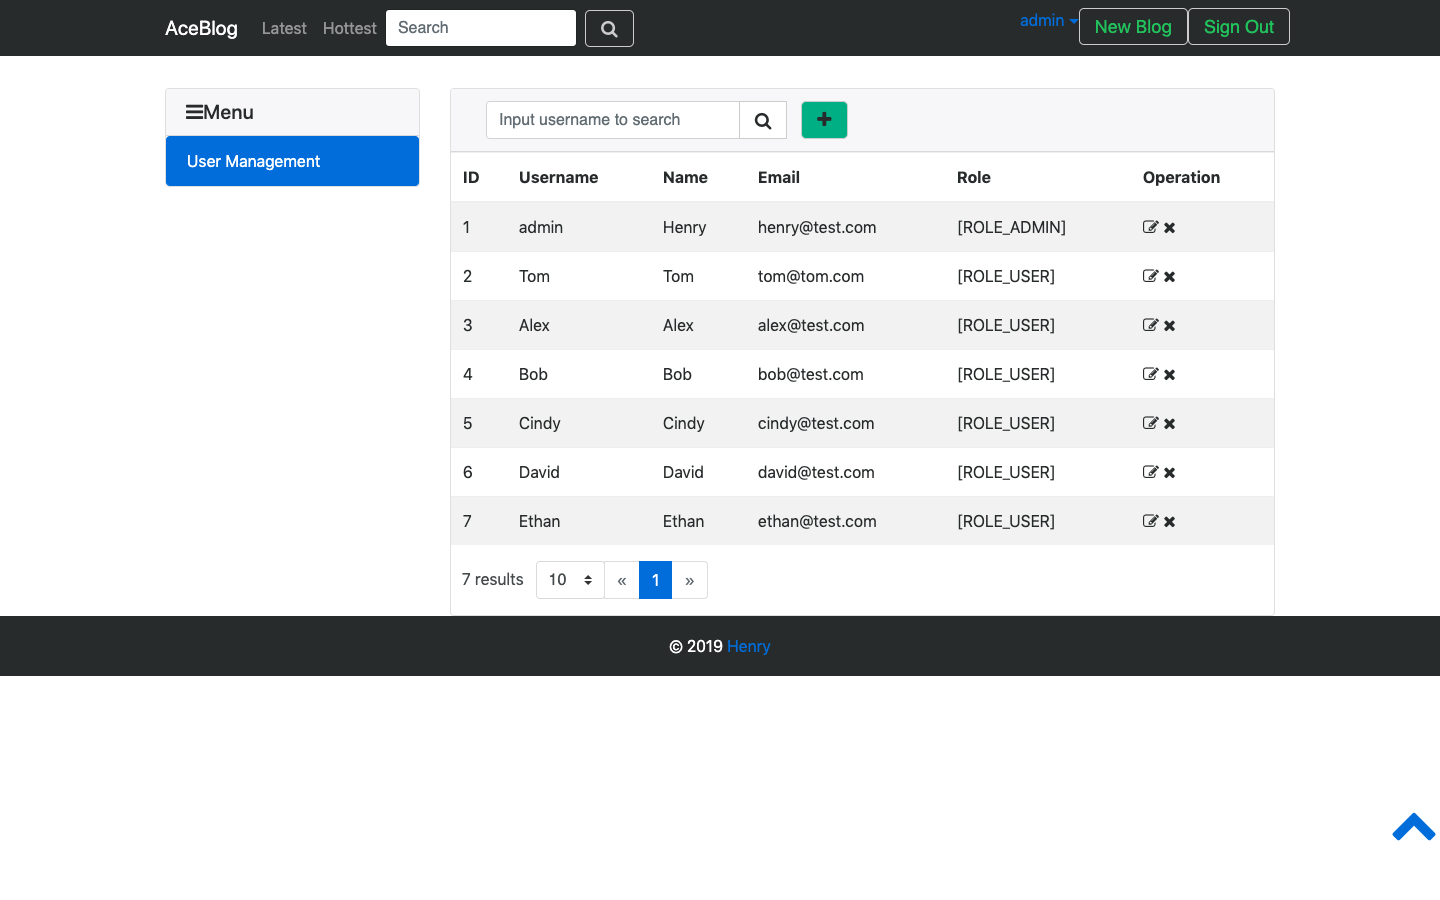 AceBlog Latest Hottest Search admin New Blog Sign Out
Menu
User Management
Input username to search
ID Username Name Email Role Operation
1 admin Henry henry@test.com [ROLE_ADMIN]
2 Tom Tom tom@tom.com [ROLE_USER]
3 Alex Alex alex@test.com [ROLE_USER]
4 Bob Bob bob@test.com [ROLE_USER]
5 Cindy Cindy cindy@test.com [ROLE_USER]
6 David David david@test.com [ROLE_USER]
7 Ethan Ethan ethan@test.com [ROLE_USER]
7 results 10 « 1 »
© 2019 Henry